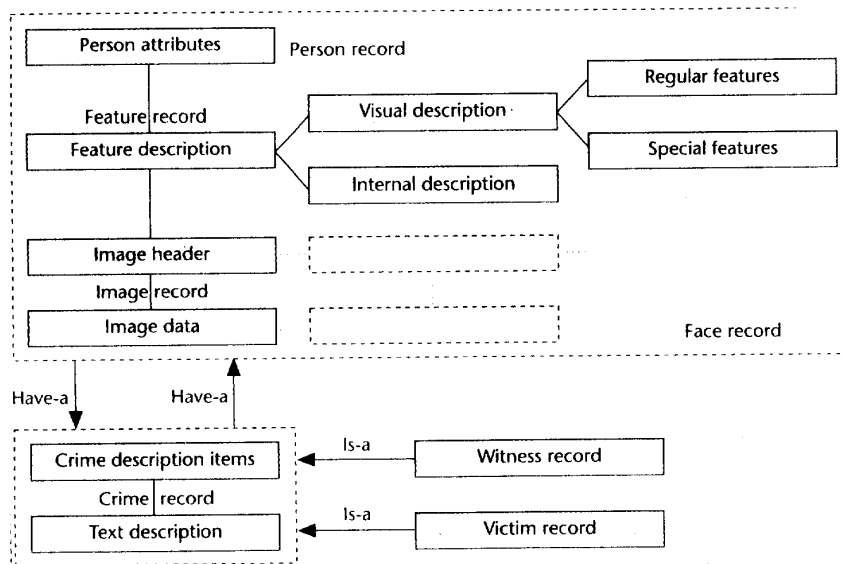 Person attributes
Person record
Regular features
Feature record
Visual description
Feature description
Special features
Internal description
Image header
Image record
Image data
Face record
Have-a
Have-a
Crime description items
Is-a
Witness record
Crime record
Text description
Is-a
Victim record